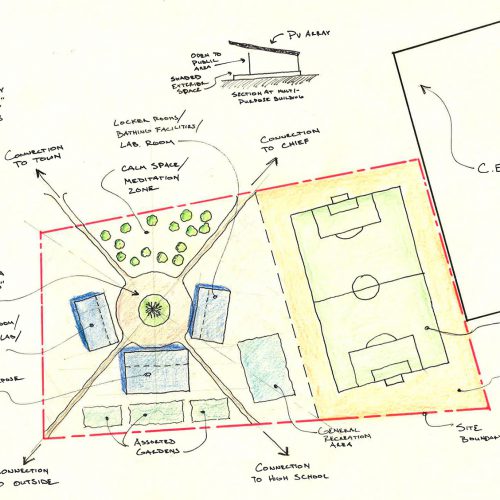 PV ARRAY
OPEN TO
PUBLIC
AREA
SHADED
EXTERIOR
SPACE
SECTION AT MULTI-
PURPOSE BUILDING
LOCKER ROOMS/
BATHING FACILITIES/
LAB. ROOM
CONNECTION
TO TOWN
CONNECTION
TO CHIEF
CALM SPACE/
MEDITATION
ZONE
C.E
ASSORTED
GARDENS
GENERAL
RECREATION
AREA
SITE
BOUND
CONNECTION
TO HIGH SCHOOL
CONNECTION
TO OUTSIDE